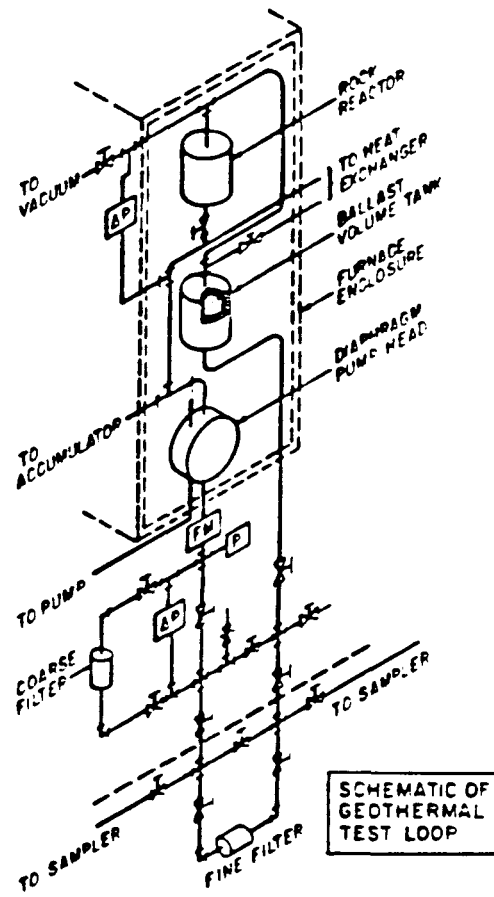 ROCK
REACTOR
TO HEAT
EXCHANGER
TO
VACUUM
ΔP
BALLAST
VOLUME TANK
FURNACE
ENCLOSURE
DIAPHRAGM
PUMP HEAD
TO
ACCUMULATOR
FM
P
TO PUMP
ΔP
COARSE
FILTER
TO SAMPLER
TO SAMPLER
FINE FILTER
SCHEMATIC OF
GEOTHERMAL
TEST LOOP